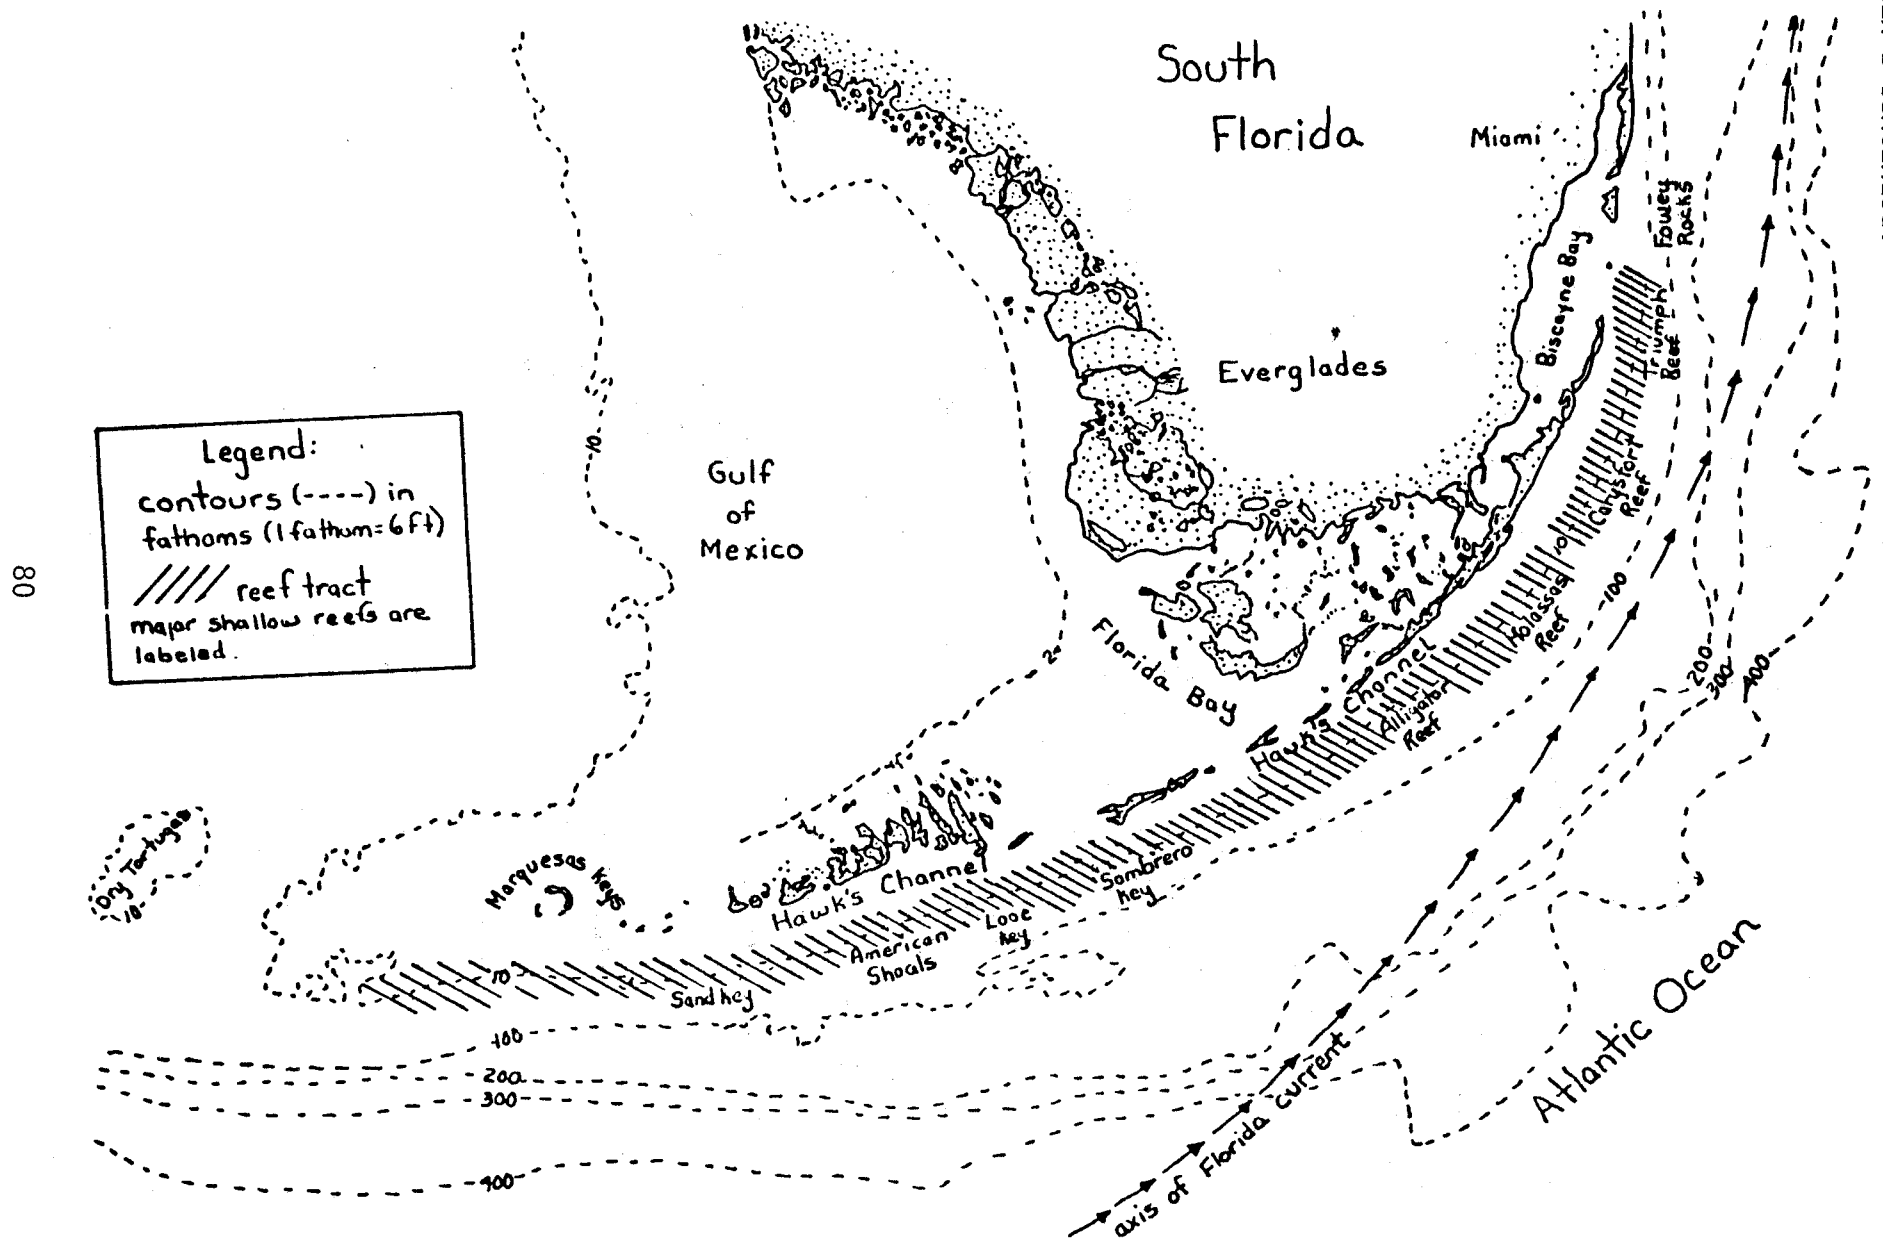 South
Florida
Miami
Fowey
Rocks
Biscayne Bay
Triumph
Reef
Everglades
Legend:
contours (----) in
fathoms (1 fathum=6ft)
//// reef tract
major shallow reefs are
labeled.
10
Gulf
of
Mexico
Carysfort
Reef
10
80
Molassas
Reef
100
Florida Bay
2
Hawk's Channel
Alligator
Reef
200
300
400
Dry Tortugas
10
Marquesas Keys
Hawk's Channel
Sombrero
Key
Looe
Key
American
Shoals
10
Sand key
100
200
300
400
axis of Florida current
Atlantic Ocean